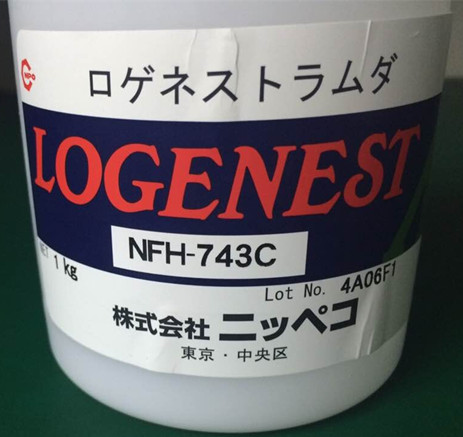 ロゲネストラムダ
LOGENEST
NFH-743C
NET 1 kg
Lot No. 4A06F1
株式会社 ニッペコ
東京・中央区